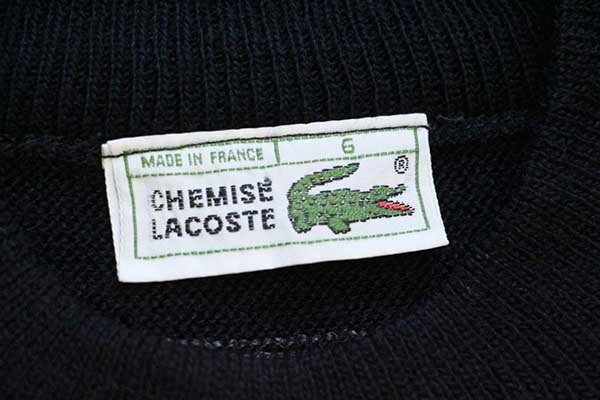 MADE IN FRANCE 6
CHEMISE ®
LACOSTE